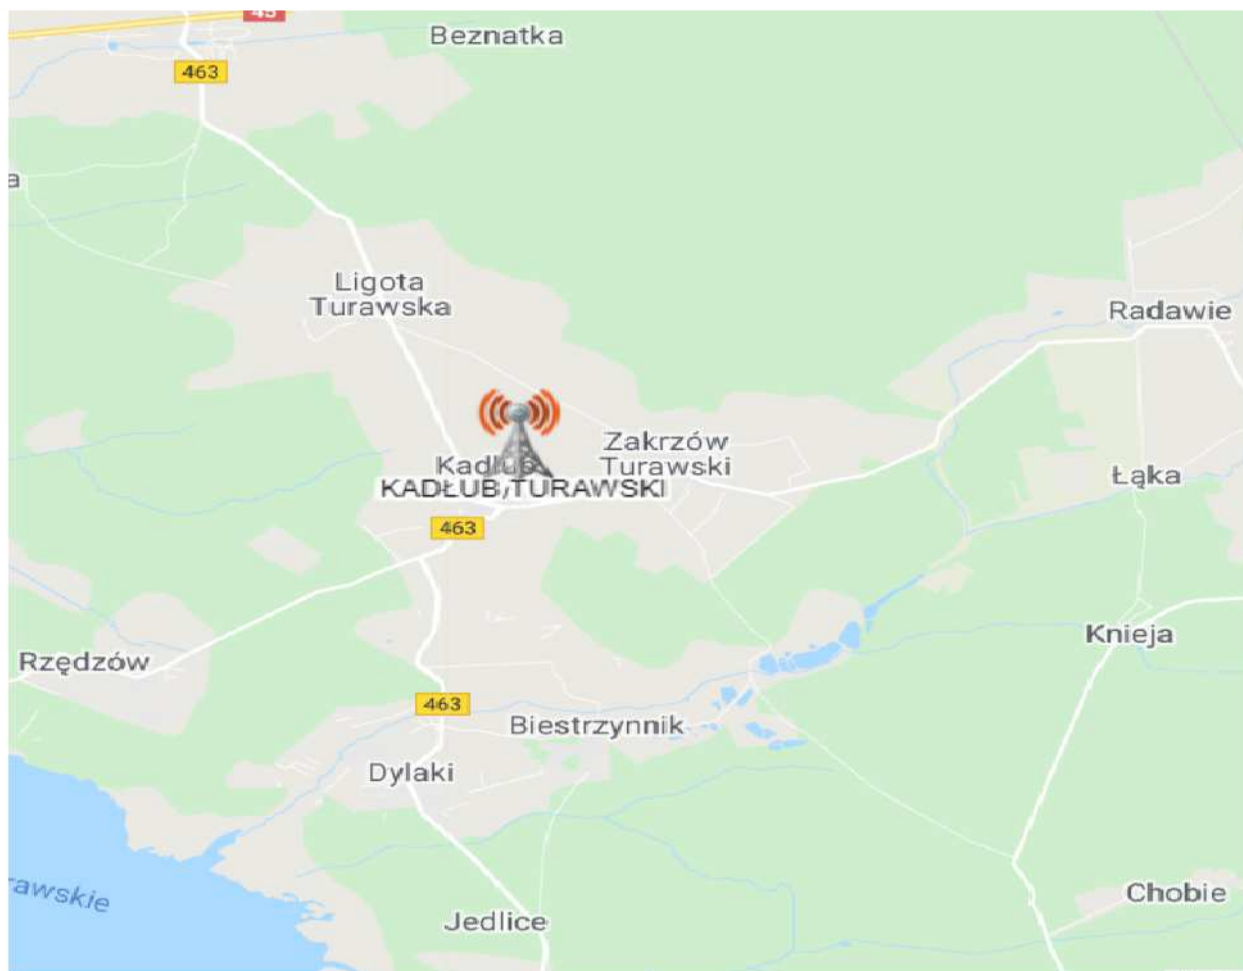 45
Beznatka
463
a
Ligota
Turawska
Radawie
Zakrzów
Turawski
Kadłub
KADŁUB TURAWSKI
Łąka
463
Knieja
Rzędzów
463
Biestrzynnik
Dylaki
rawskie
Chobie
Jedlice